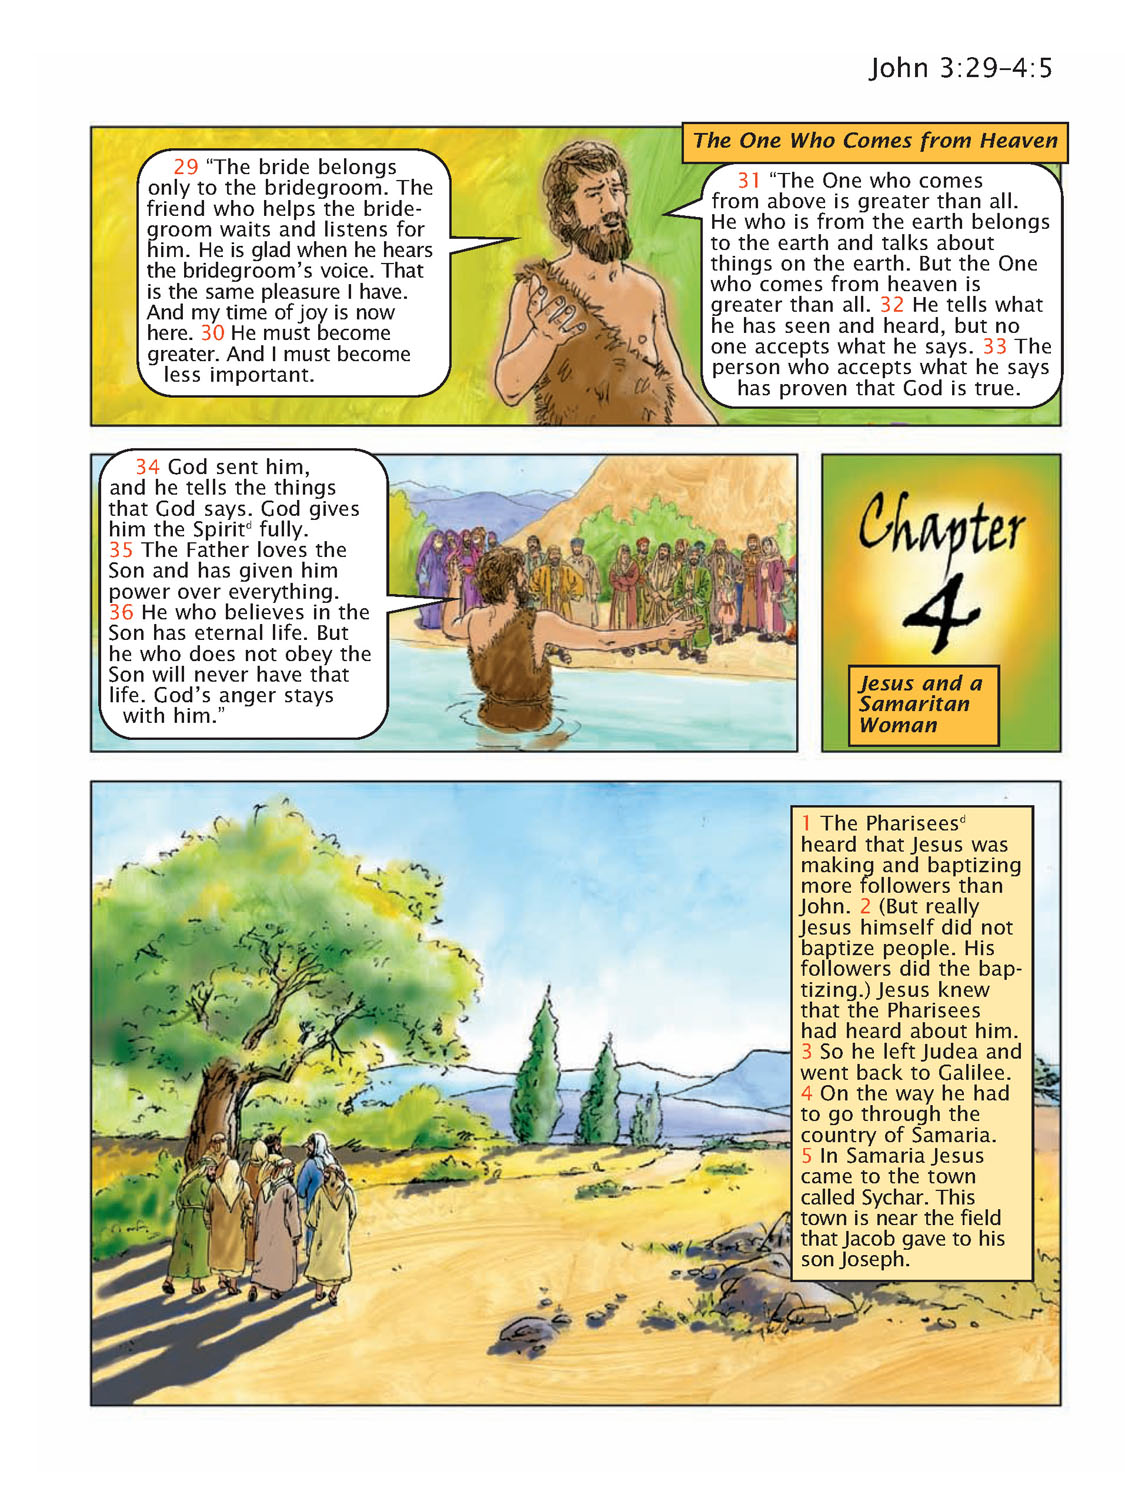 John 3:29–4:5
29 “The bride belongs
only to the bridegroom. The
friend who helps the bride-
groom waits and listens for
him. He is glad when he hears
the bridegroom’s voice. That
is the same pleasure I have.
And my time of joy is now
here. 30 He must become
greater. And I must become
less important.
The One Who Comes from Heaven
31 “The One who comes
from above is greater than all.
He who is from the earth belongs
to the earth and talks about
things on the earth. But the One
who comes from heaven is
greater than all. 32 He tells what
he has seen and heard, but no
one accepts what he says. 33 The
person who accepts what he says
has proven that God is true.
34 God sent him,
and he tells the things
that God says. God gives
him the Spiritᵈ fully.
35 The Father loves the
Son and has given him
power over everything.
36 He who believes in the
Son has eternal life. But
he who does not obey the
Son will never have that
life. God’s anger stays
with him.”
Chapter
4
Jesus and a
Samaritan
Woman
1 The Phariseesᵈ
heard that Jesus was
making and baptizing
more followers than
John. 2 (But really
Jesus himself did not
baptize people. His
followers did the bap-
tizing.) Jesus knew
that the Pharisees
had heard about him.
3 So he left Judea and
went back to Galilee.
4 On the way he had
to go through the
country of Samaria.
5 In Samaria Jesus
came to the town
called Sychar. This
town is near the field
that Jacob gave to his
son Joseph.